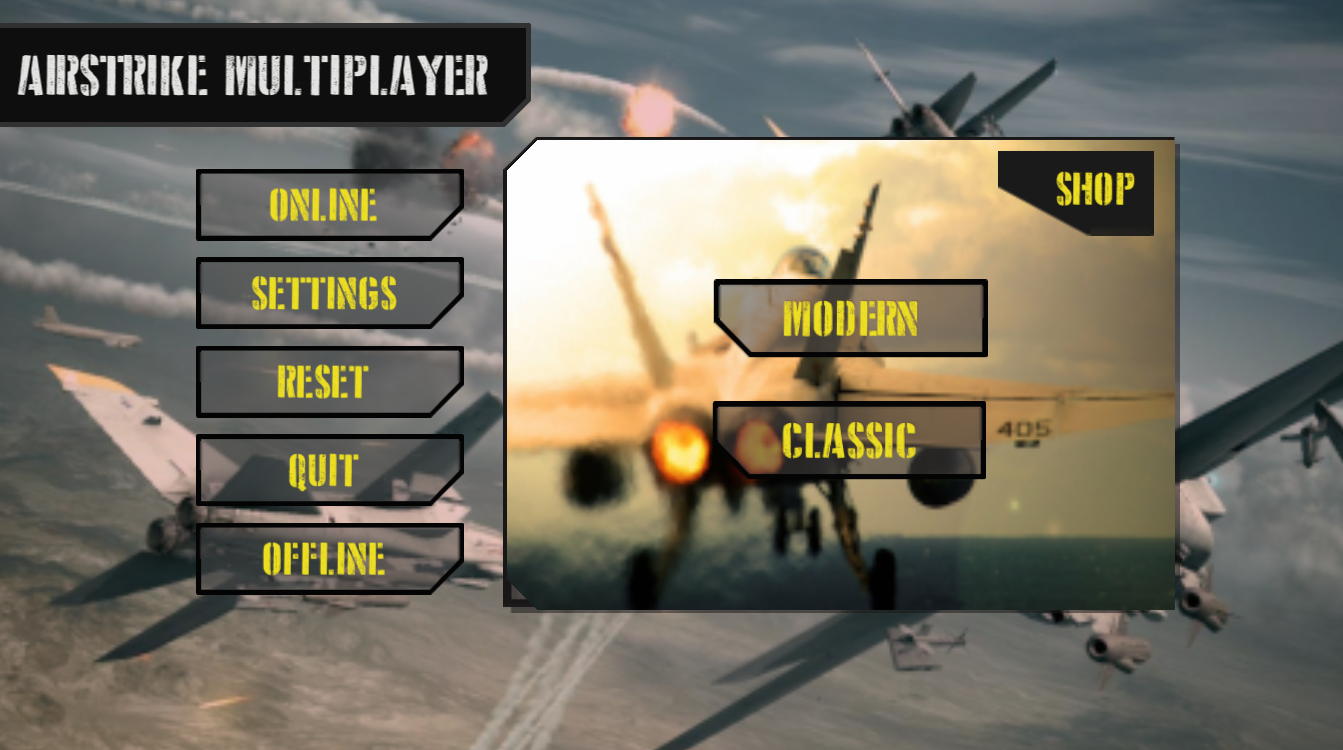 AIRSTRIKE MULTIPLAYER
SHOP
ONLINE
SETTINGS
RESET
QUIT
OFFLINE
MODERN
CLASSIC
405